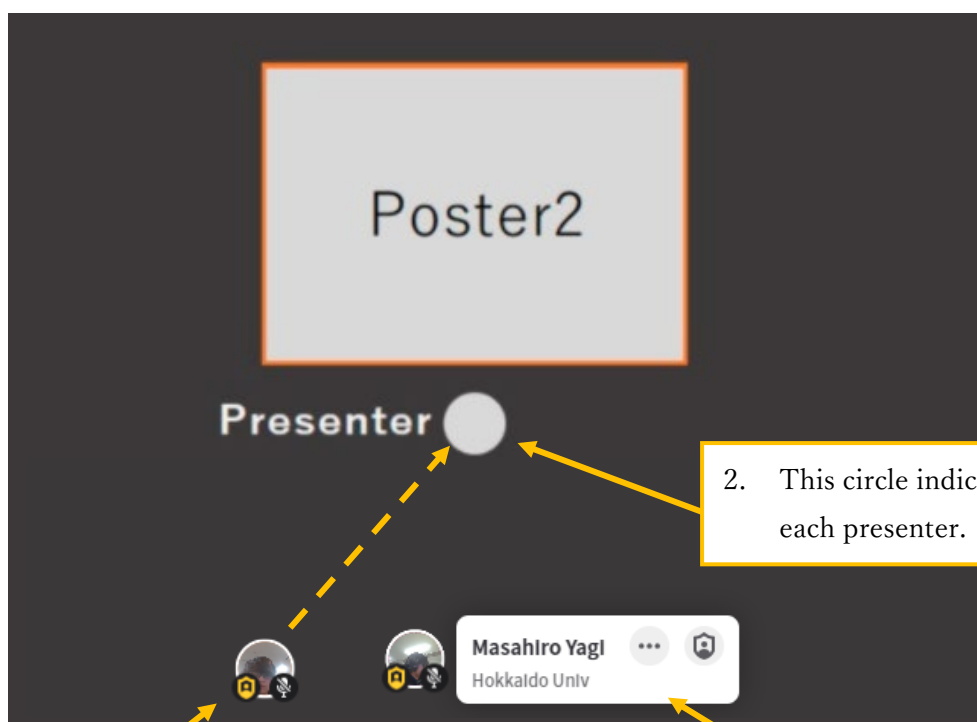 Poster2
Presenter
2. This circle indic
each presenter.
Masahiro Yagi
Hokkaido Univ